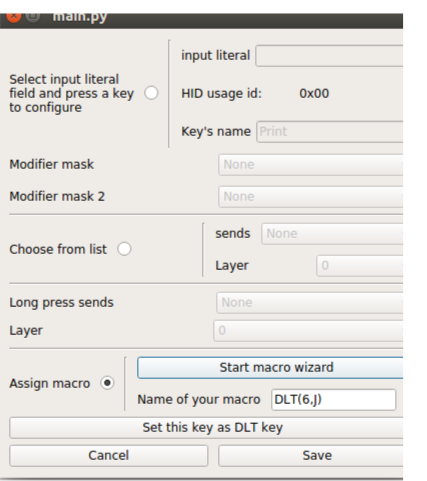 main.py
input literal
Select input literal
field and press a key
to configure
HID usage id: 0x00
Key's name Print
Modifier mask None
Modifier mask 2 None
sends None
Choose from list
Layer 0
Long press sends None
Layer 0
Start macro wizard
Assign macro
Name of your macro DLT(6,J)
Set this key as DLT key
Cancel Save